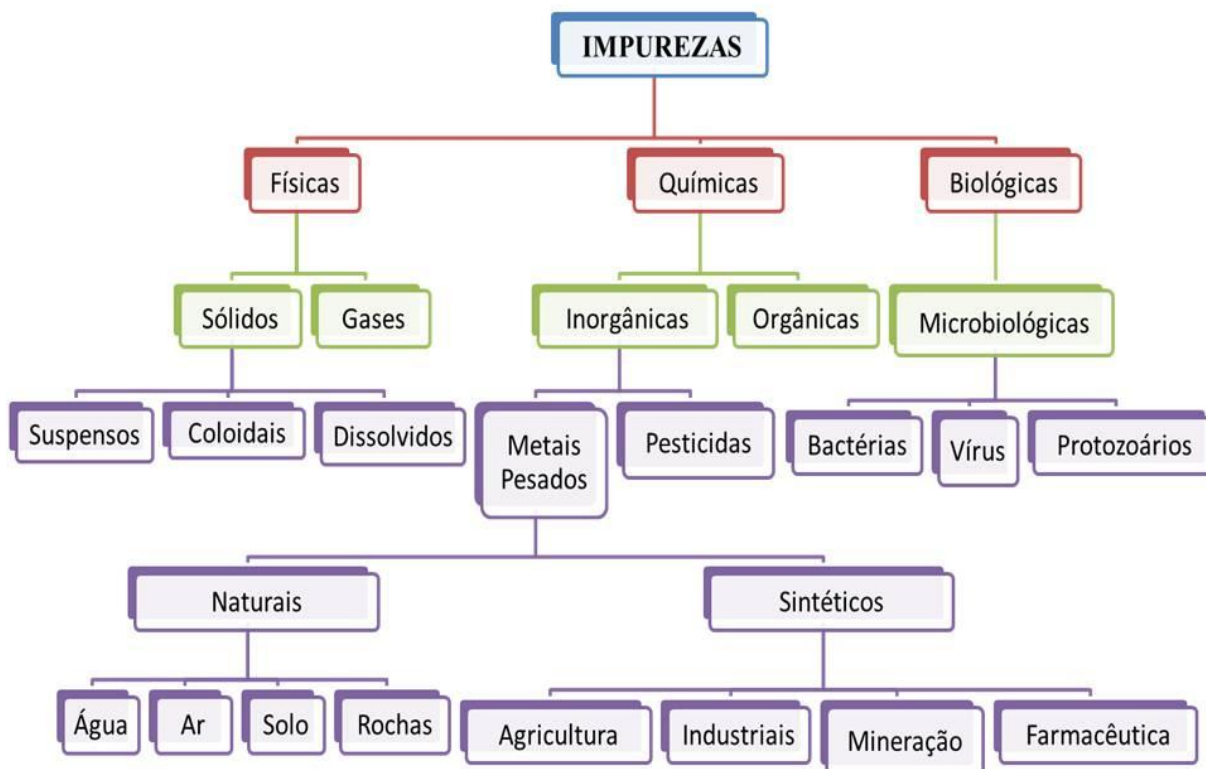 IMPUREZAS
Físicas
Químicas
Biológicas
Sólidos
Gases
Inorgânicas
Orgânicas
Microbiológicas
Suspensos
Coloidais
Dissolvidos
Metais
Pesados
Pesticidas
Bactérias
Vírus
Protozoários
Naturais
Sintéticos
Água
Ar
Solo
Rochas
Agricultura
Industriais
Mineração
Farmacêutica